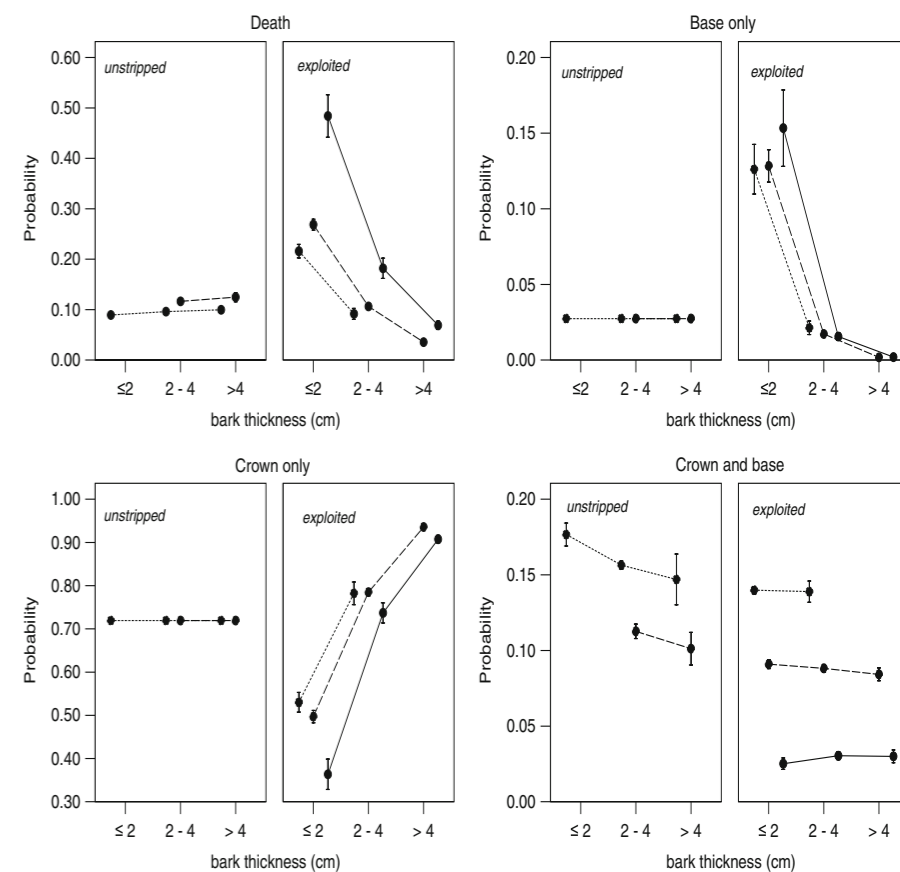 Death
Base only
0.60
0.50
0.40
0.30
0.20
0.10
0.00
Probability
unstripped
exploited
≤2
2 - 4
>4
≤2
2 - 4
>4
bark thickness (cm)
0.20
0.15
0.10
0.05
0.00
Probability
unstripped
exploited
≤2
2 - 4
> 4
≤2
2 - 4
> 4
bark thickness (cm)
Crown only
Crown and base
1.00
0.90
0.80
0.70
0.60
0.50
0.40
0.30
Probability
unstripped
exploited
≤ 2
2 - 4
> 4
≤ 2
2 - 4
> 4
bark thickness (cm)
0.20
0.15
0.10
0.05
0.00
Probability
unstripped
exploited
≤ 2
2 - 4
> 4
≤ 2
2 - 4
> 4
bark thickness (cm)